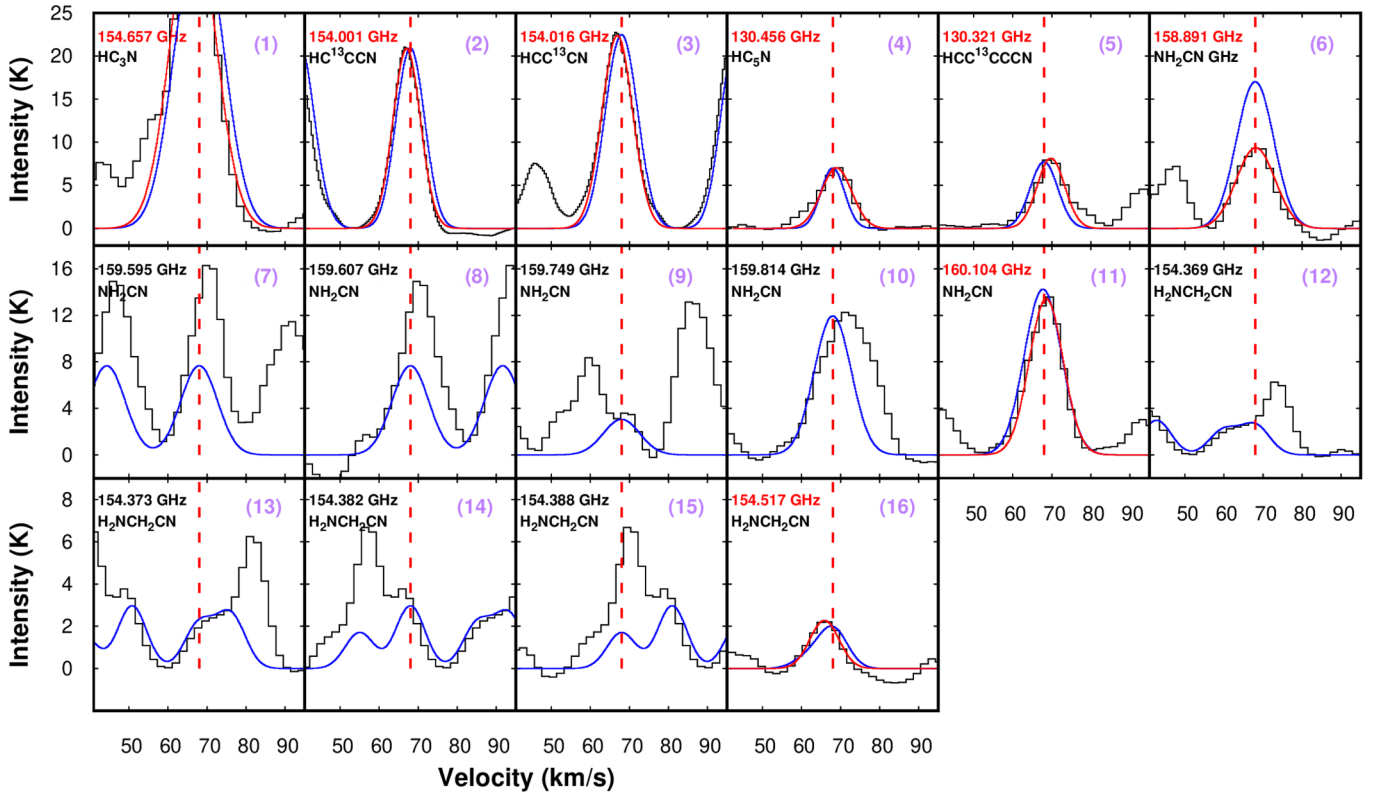 Intensity (K)
25
20
15
10
5
0
154.657 GHz
HC₃N
(1)
154.001 GHz
HC¹³CCN
(2)
154.016 GHz
HCC¹³CN
(3)
130.456 GHz
HC₅N
(4)
130.321 GHz
HCC¹³CCCN
(5)
158.891 GHz
NH₂CN GHz
(6)
Intensity (K)
16
12
8
4
0
159.595 GHz
NH₂CN
(7)
159.607 GHz
NH₂CN
(8)
159.749 GHz
NH₂CN
(9)
159.814 GHz
NH₂CN
(10)
160.104 GHz
NH₂CN
(11)
154.369 GHz
H₂NCH₂CN
(12)
50 60 70 80 90 50 60 70 80 90
Intensity (K)
8
6
4
2
0
154.373 GHz
H₂NCH₂CN
(13)
154.382 GHz
H₂NCH₂CN
(14)
154.388 GHz
H₂NCH₂CN
(15)
154.517 GHz
H₂NCH₂CN
(16)
50 60 70 80 90 50 60 70 80 90 50 60 70 80 90 50 60 70 80 90
Velocity (km/s)